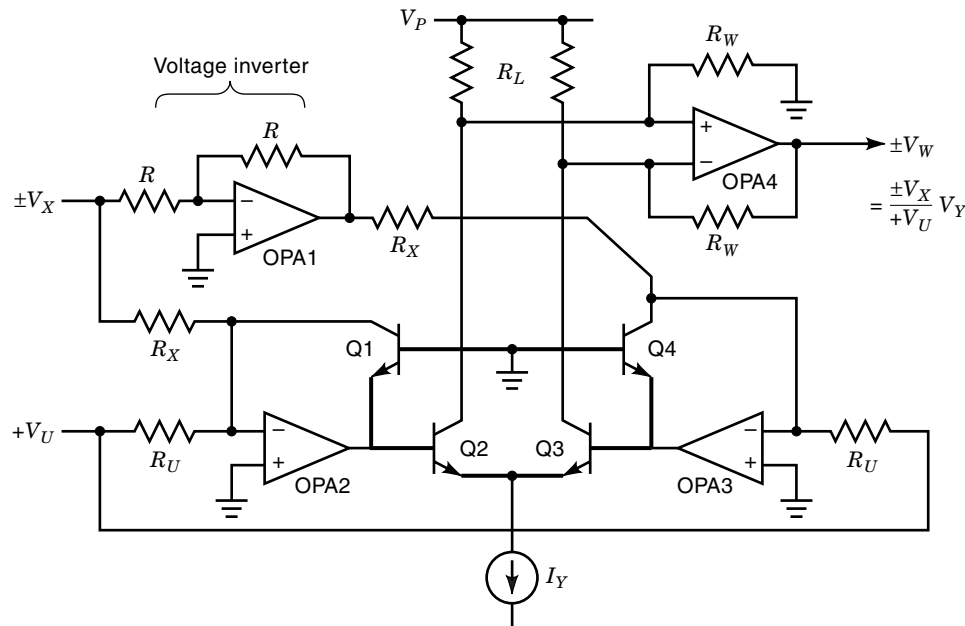 V_P
R_W
Voltage inverter
R_L
R
R
+
−
OPA4
±V_W
= ±V_X / +V_U V_Y
±V_X
−
+
OPA1
R_X
R_W
R_X
Q1
Q4
+V_U
R_U
−
+
OPA2
Q2
Q3
−
+
OPA3
R_U
I_Y